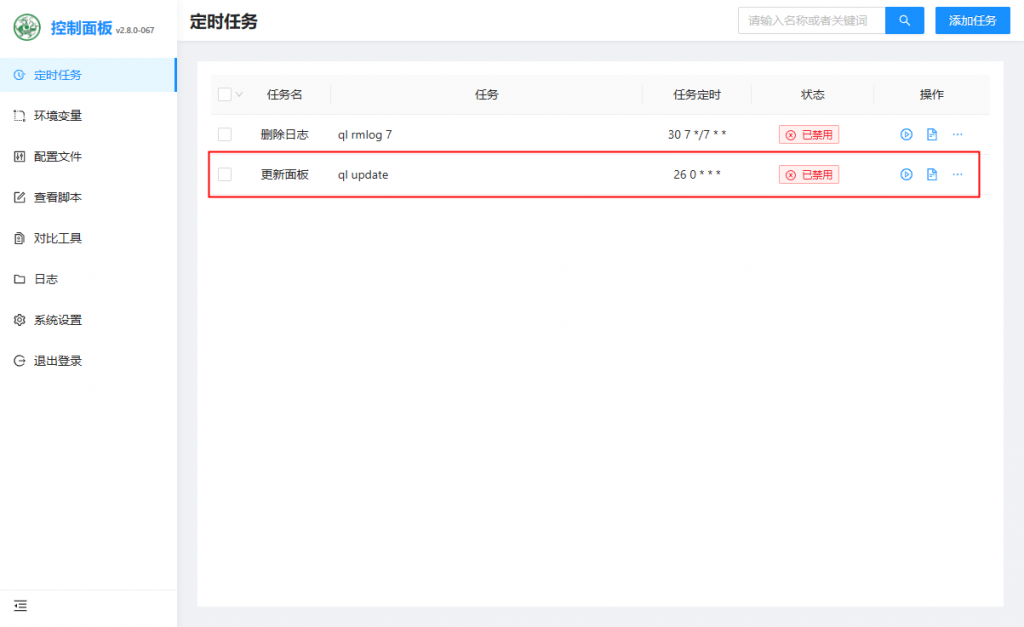 控制面板 v2.8.0-067
定时任务
请输入名称或者关键词
添加任务
定时任务
环境变量
配置文件
查看脚本
对比工具
日志
系统设置
退出登录
任务名 任务 任务定时 状态 操作
删除日志 ql rmlog 7 30 7 */7 * * 已禁用
更新面板 ql update 26 0 * * * 已禁用